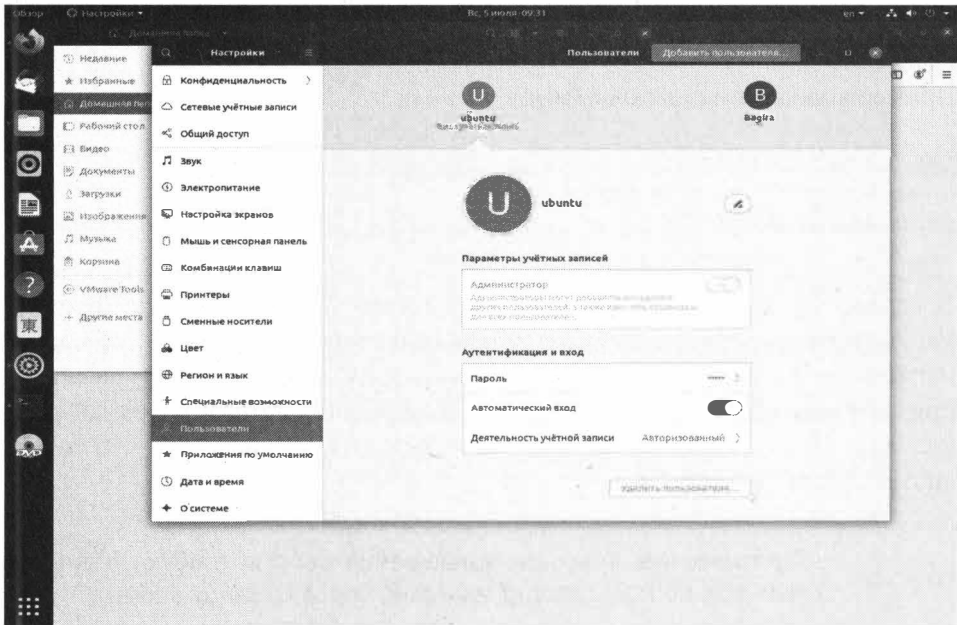 Обзор
Настройки
Вс, 5 июля 09:31
en
Домашняя папка
Недавние
Избранные
Домашняя пап
Рабочий стол
Видео
Документы
Загрузки
Изображения
Музыка
Корзина
VMware Tools
Другие места
Настройки
Конфиденциальность
Сетевые учётные записи
Общий доступ
Звук
Электропитание
Настройка экранов
Мышь и сенсорная панель
Комбинации клавиш
Принтеры
Сменные носители
Цвет
Регион и язык
Специальные возможности
Пользователи
Приложения по умолчанию
Дата и время
О системе
Пользователи
Добавить пользователя...
U
ubuntu
B
Bagira
U
ubuntu
Параметры учётных записей
Администратор
Аутентификация и вход
Пароль
Автоматический вход
Деятельность учётной записи
Авторизованный
Удалить пользователя...
DVD